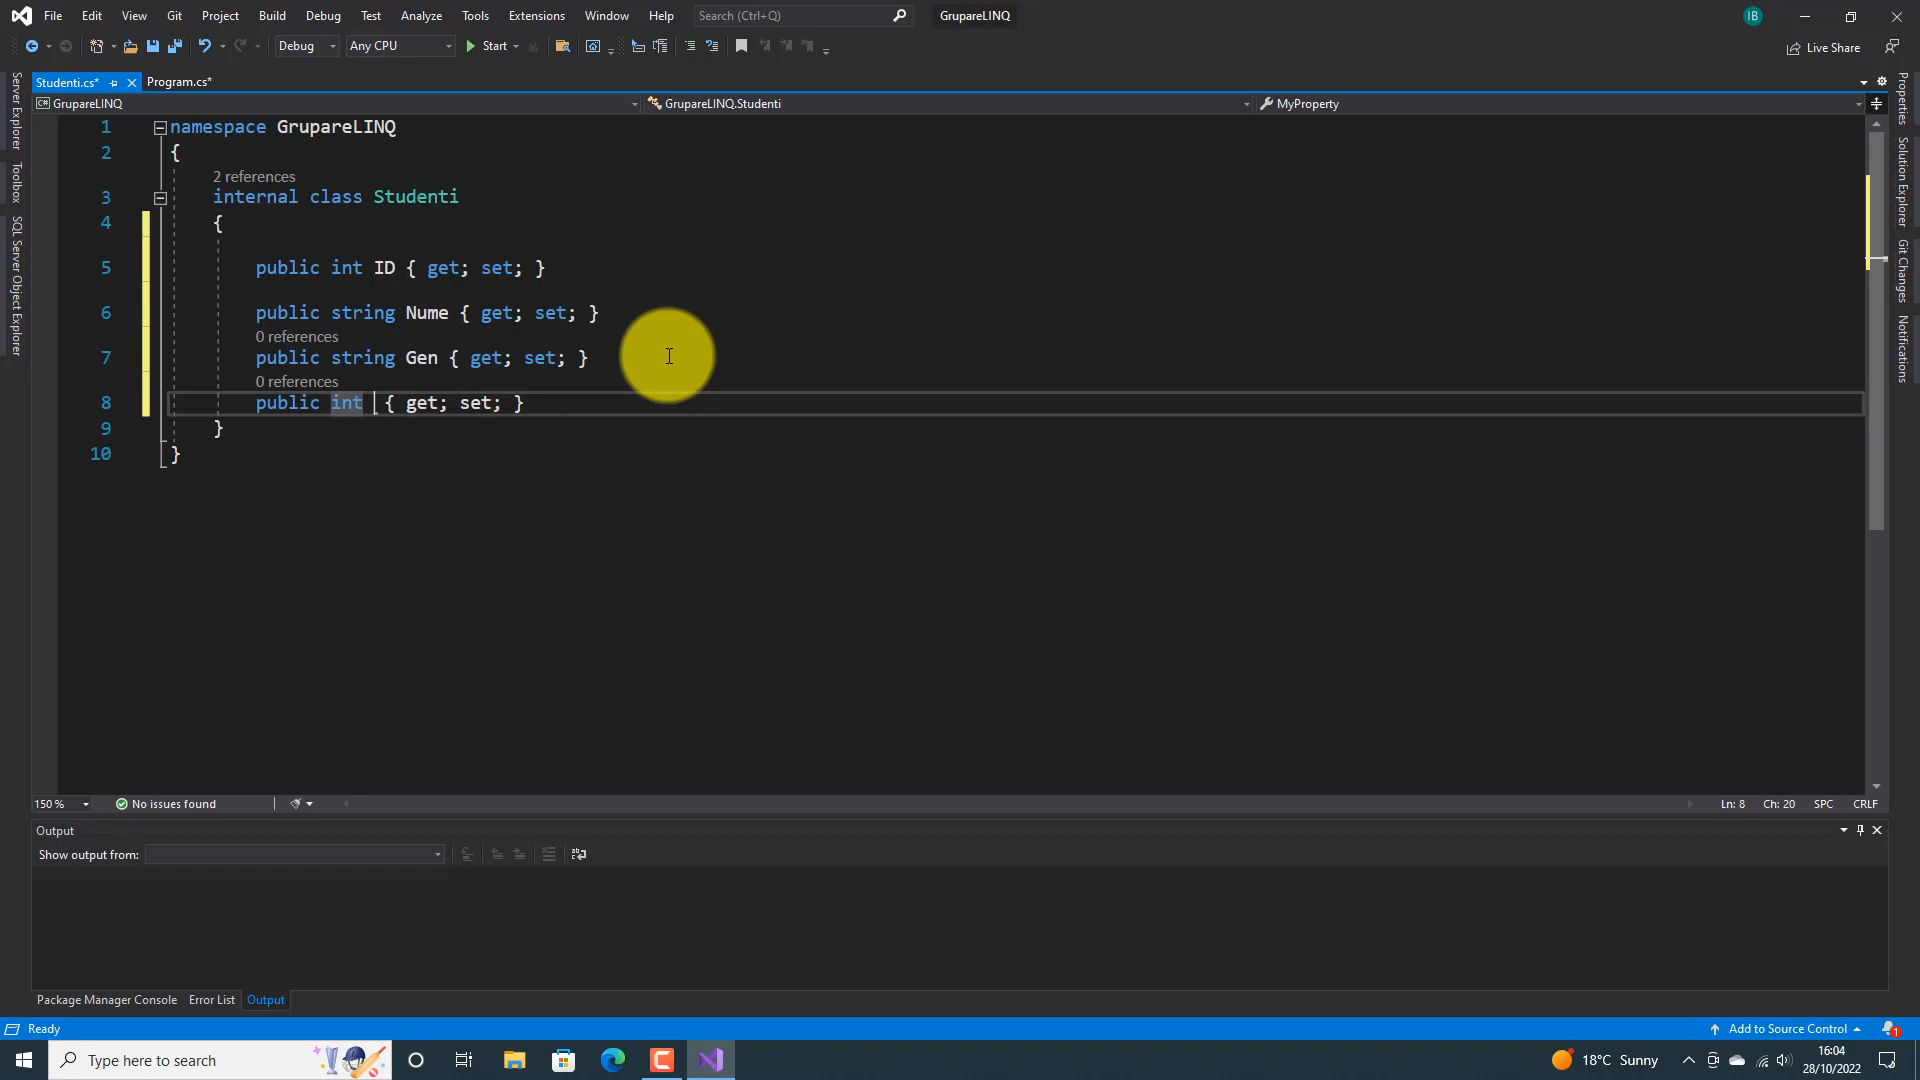 File Edit View Git Project Build Debug Test Analyze Tools Extensions Window Help Search (Ctrl+Q) GrupareLINQ IB
Debug Any CPU Start Live Share
Studenti.cs* Program.cs*
C# GrupareLINQ GrupareLINQ.Studenti MyProperty
Server Explorer
Toolbox
SQL Server Object Explorer
Properties
Solution Explorer
Git Changes
Notifications
1 namespace GrupareLINQ
2 {
2 references
3 internal class Studenti
4 {
5 public int ID { get; set; }
6 public string Nume { get; set; }
0 references
7 public string Gen { get; set; }
0 references
8 public int { get; set; }
9 }
10 }
150 % No issues found Ln: 8 Ch: 20 SPC CRLF
Output
Show output from:
Package Manager Console Error List Output
Ready Add to Source Control 1
Type here to search 18°C Sunny 16:04
28/10/2022